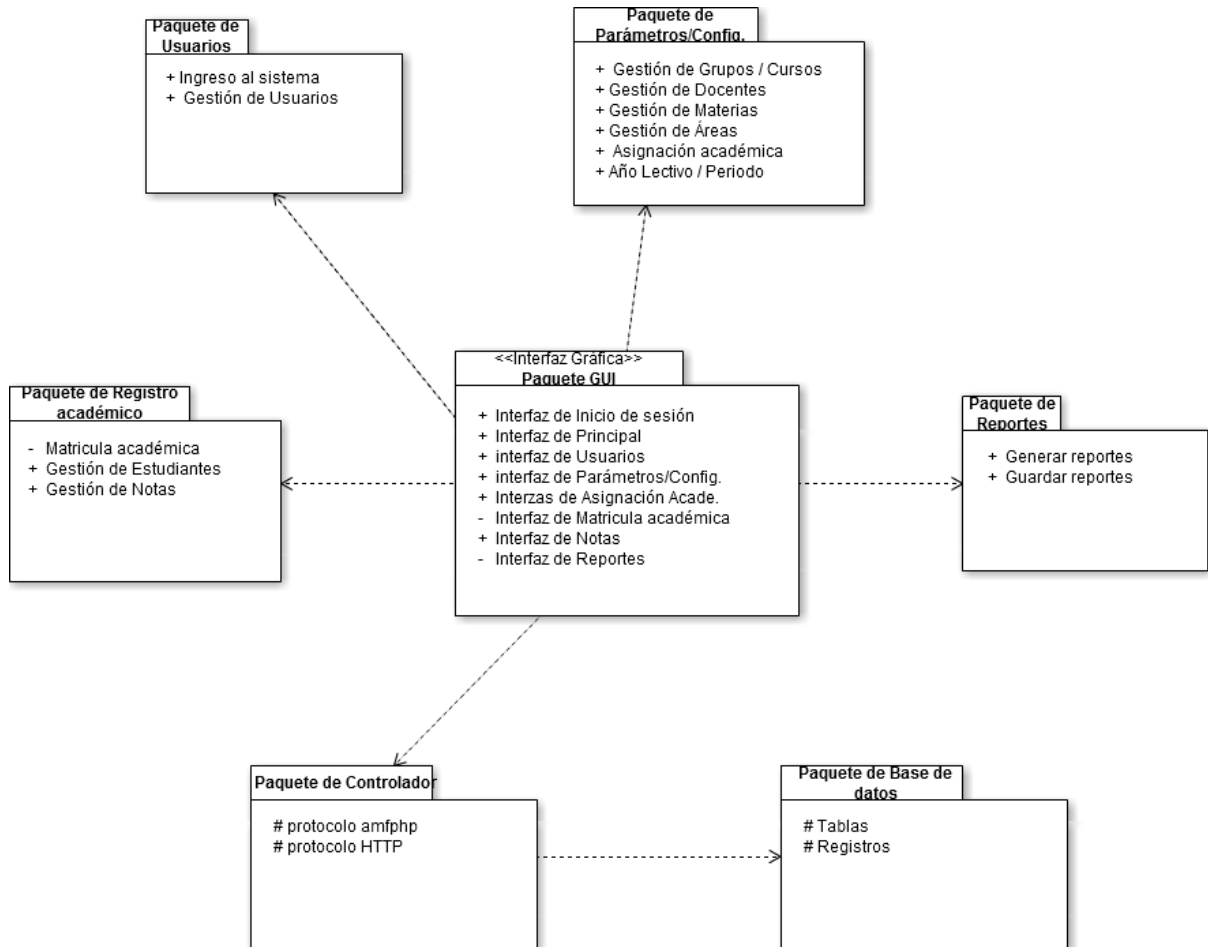 Paquete de
Usuarios
+ Ingreso al sistema
+ Gestión de Usuarios
Paquete de
Parámetros/Config.
+ Gestión de Grupos / Cursos
+ Gestión de Docentes
+ Gestión de Materias
+ Gestión de Áreas
+ Asignación académica
+ Año Lectivo / Periodo
<<Interfaz Gráfica>>
Paquete GUI
+ Interfaz de Inicio de sesión
+ Interfaz de Principal
+ interfaz de Usuarios
+ interfaz de Parámetros/Config.
+ Interzas de Asignación Acade.
- Interfaz de Matricula académica
+ Interfaz de Notas
- Interfaz de Reportes
Paquete de Registro
académico
- Matricula académica
+ Gestión de Estudiantes
+ Gestión de Notas
Paquete de
Reportes
+ Generar reportes
+ Guardar reportes
Paquete de Controlador
# protocolo amfphp
# protocolo HTTP
Paquete de Base de
datos
# Tablas
# Registros